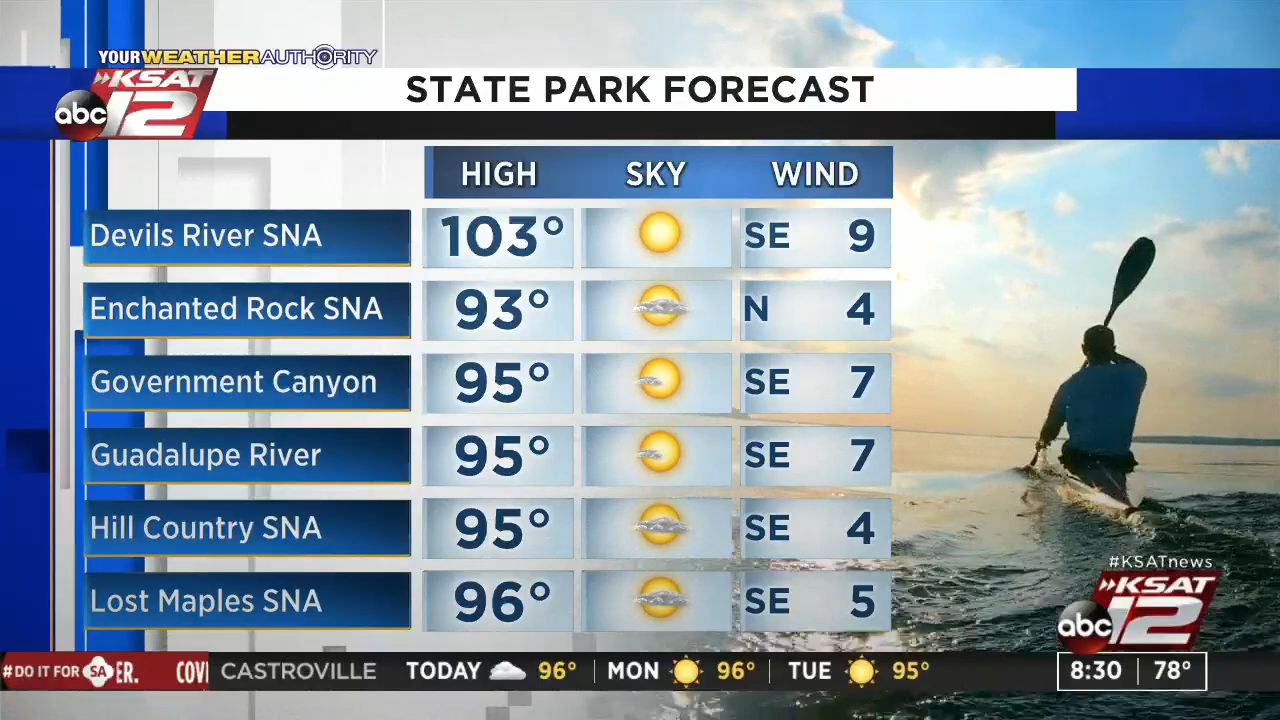 YOUR WEATHER AUTHORITY
KSAT
abc 12
STATE PARK FORECAST
HIGH SKY WIND
Devils River SNA 103° SE 9
Enchanted Rock SNA 93° N 4
Government Canyon 95° SE 7
Guadalupe River 95° SE 7
Hill Country SNA 95° SE 4
Lost Maples SNA 96° SE 5
#KSATnews
KSAT
abc 12
#DO IT FOR SA ER. COVI CASTROVILLE TODAY 96° MON 96° TUE 95° 8:30 78°